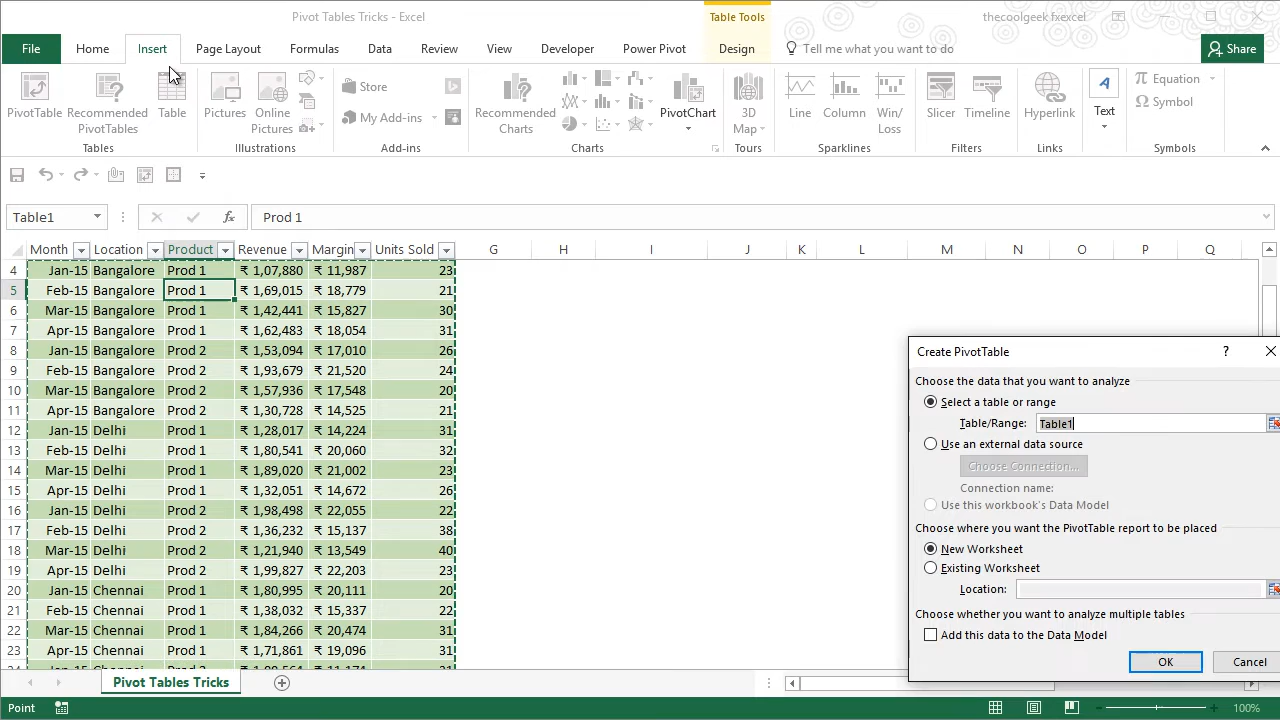 Pivot Tables Tricks - Excel
Table Tools
thecoolgeek fxexcel
File Home Insert Page Layout Formulas Data Review View Developer Power Pivot Design Tell me what you want to do Share
PivotTable
Recommended
PivotTables
Table
Tables
Pictures
Online
Pictures
Illustrations
Store
My Add-ins
Add-ins
Recommended
Charts
PivotChart
Charts
3D
Map
Tours
Line
Column
Win/
Loss
Sparklines
Slicer
Timeline
Filters
Hyperlink
Links
A
Text
π Equation
Ω Symbol
Symbols
Table1
fx
Prod 1
Month Location Product Revenue Margin Units Sold G H I J K L M N O P Q
4 Jan-15 Bangalore Prod 1 ₹ 1,07,880 ₹ 11,987 23
5 Feb-15 Bangalore Prod 1 ₹ 1,69,015 ₹ 18,779 21
6 Mar-15 Bangalore Prod 1 ₹ 1,42,441 ₹ 15,827 30
7 Apr-15 Bangalore Prod 1 ₹ 1,62,483 ₹ 18,054 31
8 Jan-15 Bangalore Prod 2 ₹ 1,53,094 ₹ 17,010 26
9 Feb-15 Bangalore Prod 2 ₹ 1,93,679 ₹ 21,520 24
10 Mar-15 Bangalore Prod 2 ₹ 1,57,936 ₹ 17,548 20
11 Apr-15 Bangalore Prod 2 ₹ 1,30,728 ₹ 14,525 21
12 Jan-15 Delhi Prod 1 ₹ 1,28,017 ₹ 14,224 31
13 Feb-15 Delhi Prod 1 ₹ 1,80,541 ₹ 20,060 32
14 Mar-15 Delhi Prod 1 ₹ 1,89,020 ₹ 21,002 23
15 Apr-15 Delhi Prod 1 ₹ 1,32,051 ₹ 14,672 26
16 Jan-15 Delhi Prod 2 ₹ 1,98,498 ₹ 22,055 22
17 Feb-15 Delhi Prod 2 ₹ 1,36,232 ₹ 15,137 38
18 Mar-15 Delhi Prod 2 ₹ 1,21,940 ₹ 13,549 40
19 Apr-15 Delhi Prod 2 ₹ 1,99,827 ₹ 22,203 23
20 Jan-15 Chennai Prod 1 ₹ 1,80,995 ₹ 20,111 20
21 Feb-15 Chennai Prod 1 ₹ 1,38,032 ₹ 15,337 22
22 Mar-15 Chennai Prod 1 ₹ 1,84,266 ₹ 20,474 31
23 Apr-15 Chennai Prod 1 ₹ 1,71,861 ₹ 19,096 31
Create PivotTable ?
Choose the data that you want to analyze
Select a table or range
Table/Range: Table1
Use an external data source
Choose Connection...
Connection name:
Use this workbook's Data Model
Choose where you want the PivotTable report to be placed
New Worksheet
Existing Worksheet
Location:
Choose whether you want to analyze multiple tables
Add this data to the Data Model
OK Cancel
Pivot Tables Tricks
Point
100%